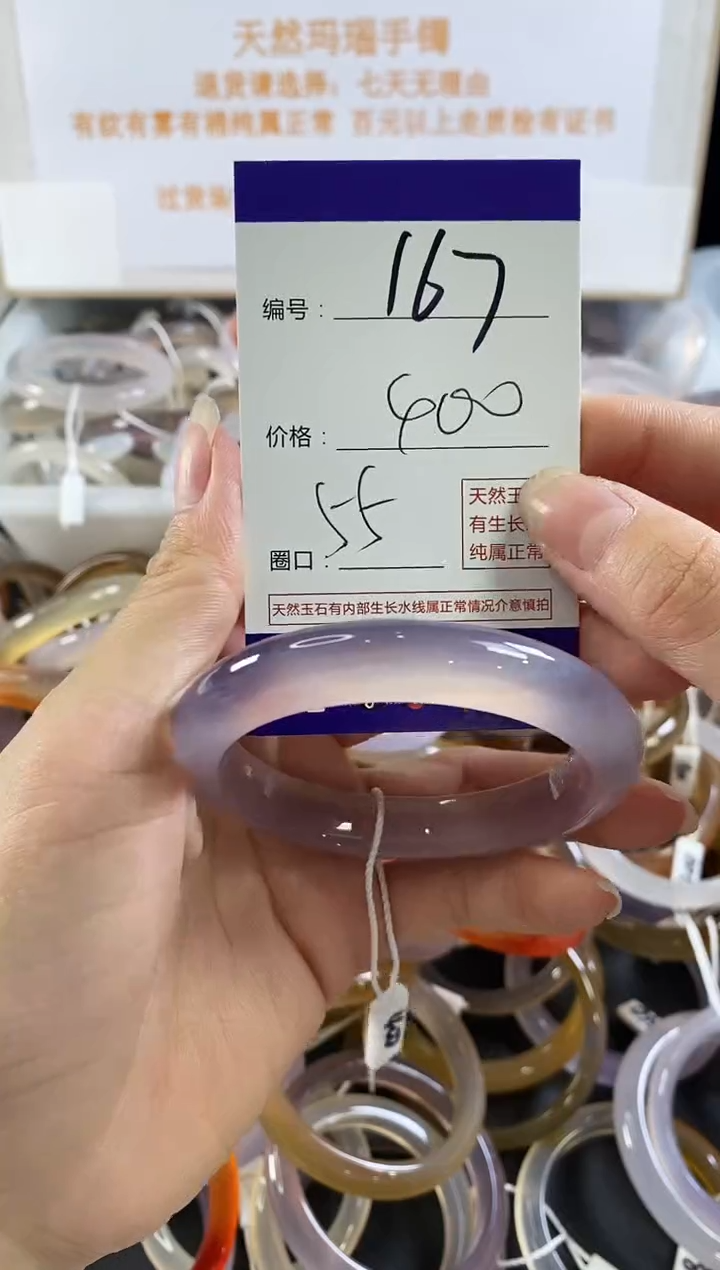 天然玛瑙手镯
退货请选择：七天无理由
有纹有雾有棉纯属正常 百元以上走质检有证书
编号：167
价格：400
圈口：55
天然玉
有生长
纯属正常
天然玉石有内部生长水线属正常情况介意慎拍